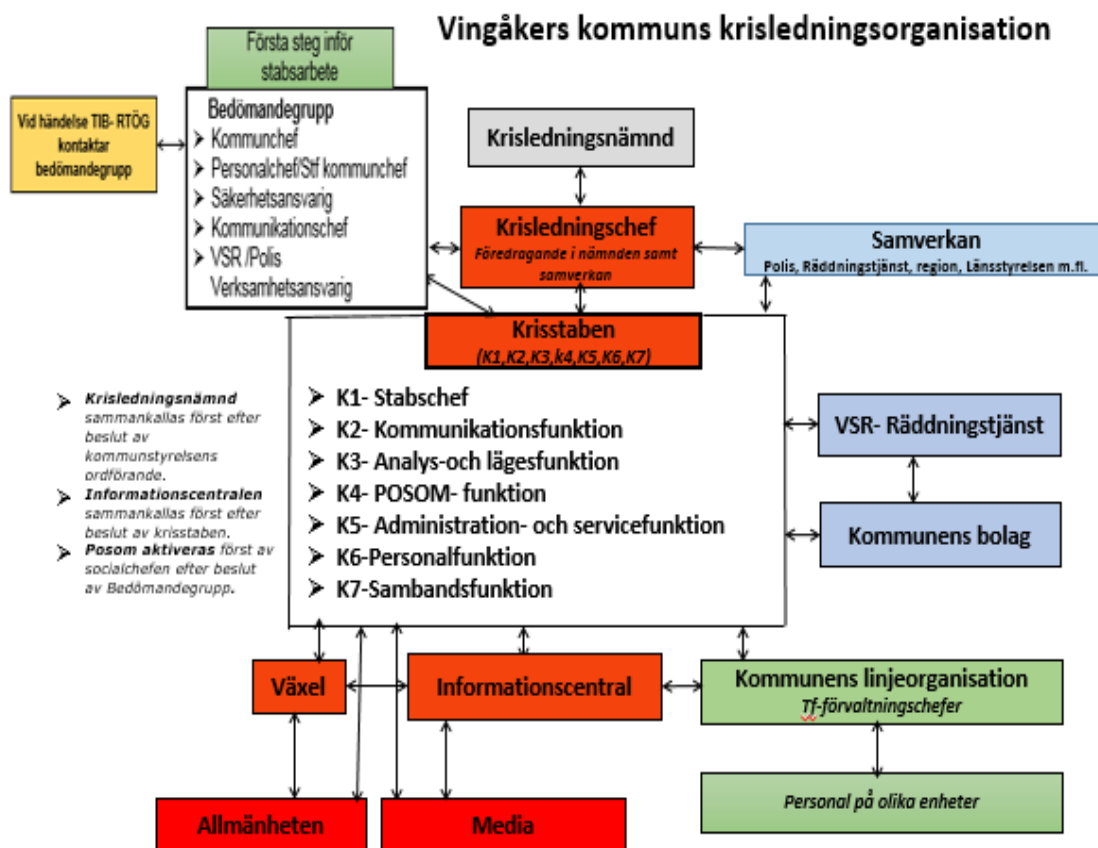 Vingåkers kommuns krisledningsorganisation
Första steg inför
stabsarbete
Vid händelse TIB- RTÖG
kontaktar
bedömandegrupp
Bedömandegrupp
➤ Kommunchef
➤ Personalchef/Stf kommunchef
➤ Säkerhetsansvarig
➤ Kommunikationschef
➤ VSR /Polis
Verksamhetsansvarig
Krisledningsnämnd
Krisledningschef
Föredragande i nämnden samt
samverkan
Samverkan
Polis, Räddningstjänst, region, Länsstyrelsen m.fl.
Krisstaben
(K1,K2,K3,k4,K5,K6,K7)
➤ K1- Stabschef
➤ K2- Kommunikationsfunktion
➤ K3- Analys-och lägesfunktion
➤ K4- POSOM- funktion
➤ K5- Administration- och servicefunktion
➤ K6-Personalfunktion
➤ K7-Sambandsfunktion
➤ Krisledningsnämnd
sammankallas först efter
beslut av
kommunstyrelsens
ordförande.
➤ Informationscentralen
sammankallas först efter
beslut av krisstaben.
➤ Posom aktiveras först av
socialchefen efter beslut
av Bedömandegrupp.
VSR- Räddningstjänst
Kommunens bolag
Växel
Informationscentral
Kommunens linjeorganisation
Tf-förvaltningschefer
Personal på olika enheter
Allmänheten
Media